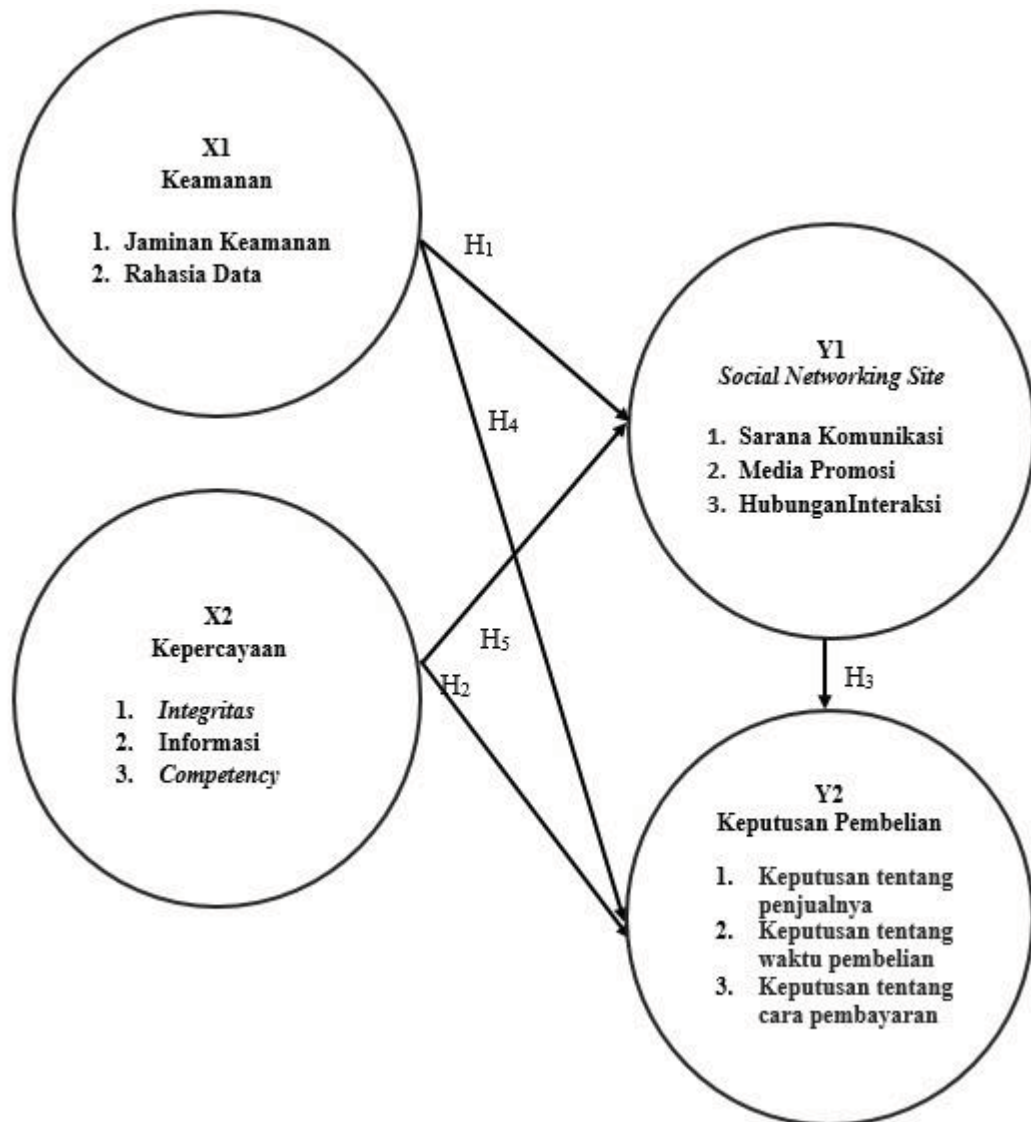 X1
Keamanan
1. Jaminan Keamanan
2. Rahasia Data
H₁
Y1
Social Networking Site
1. Sarana Komunikasi
2. Media Promosi
3. HubunganInteraksi
H₄
X2
Kepercayaan
1. Integritas
2. Informasi
3. Competency
H₅
H₂
H₃
Y2
Keputusan Pembelian
1. Keputusan tentang
penjualnya
2. Keputusan tentang
waktu pembelian
3. Keputusan tentang
cara pembayaran